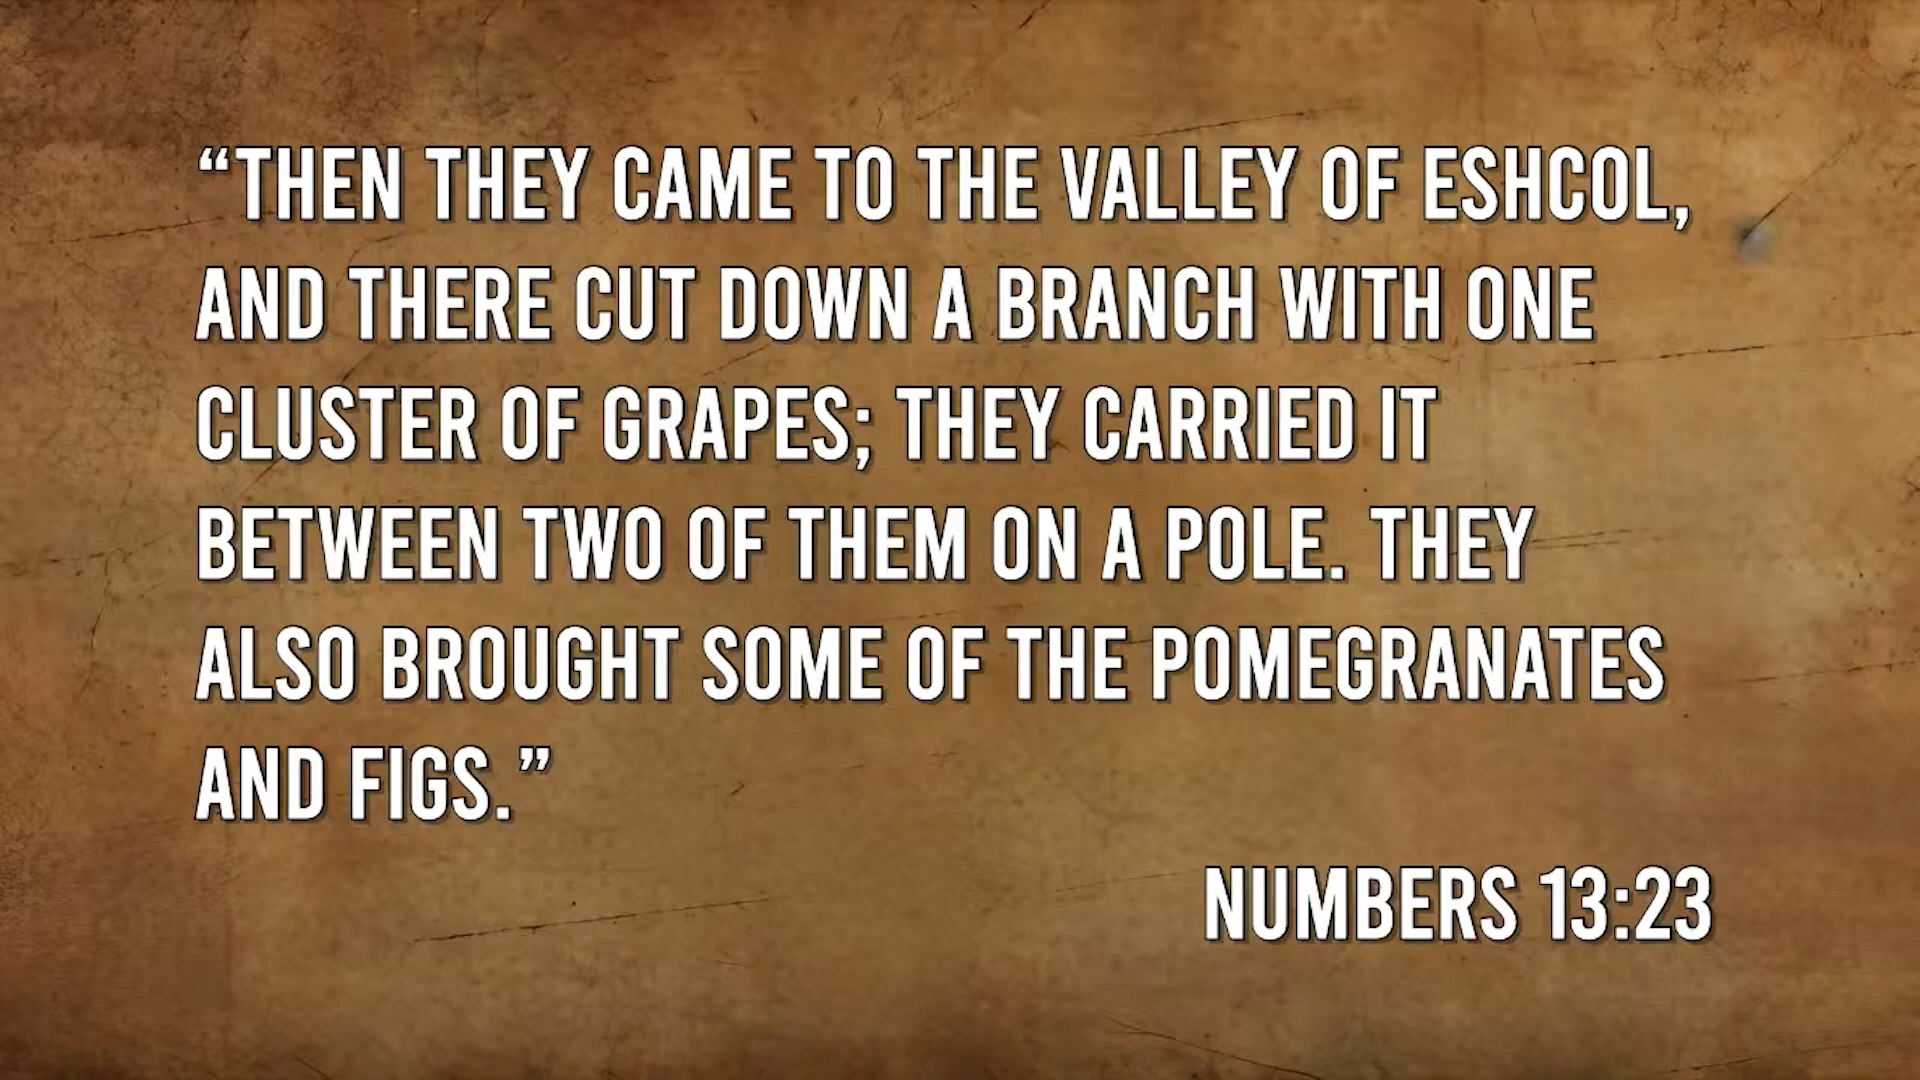 “THEN THEY CAME TO THE VALLEY OF ESHCOL,
AND THERE CUT DOWN A BRANCH WITH ONE
CLUSTER OF GRAPES; THEY CARRIED IT
BETWEEN TWO OF THEM ON A POLE. THEY
ALSO BROUGHT SOME OF THE POMEGRANATES
AND FIGS.”
NUMBERS 13:23